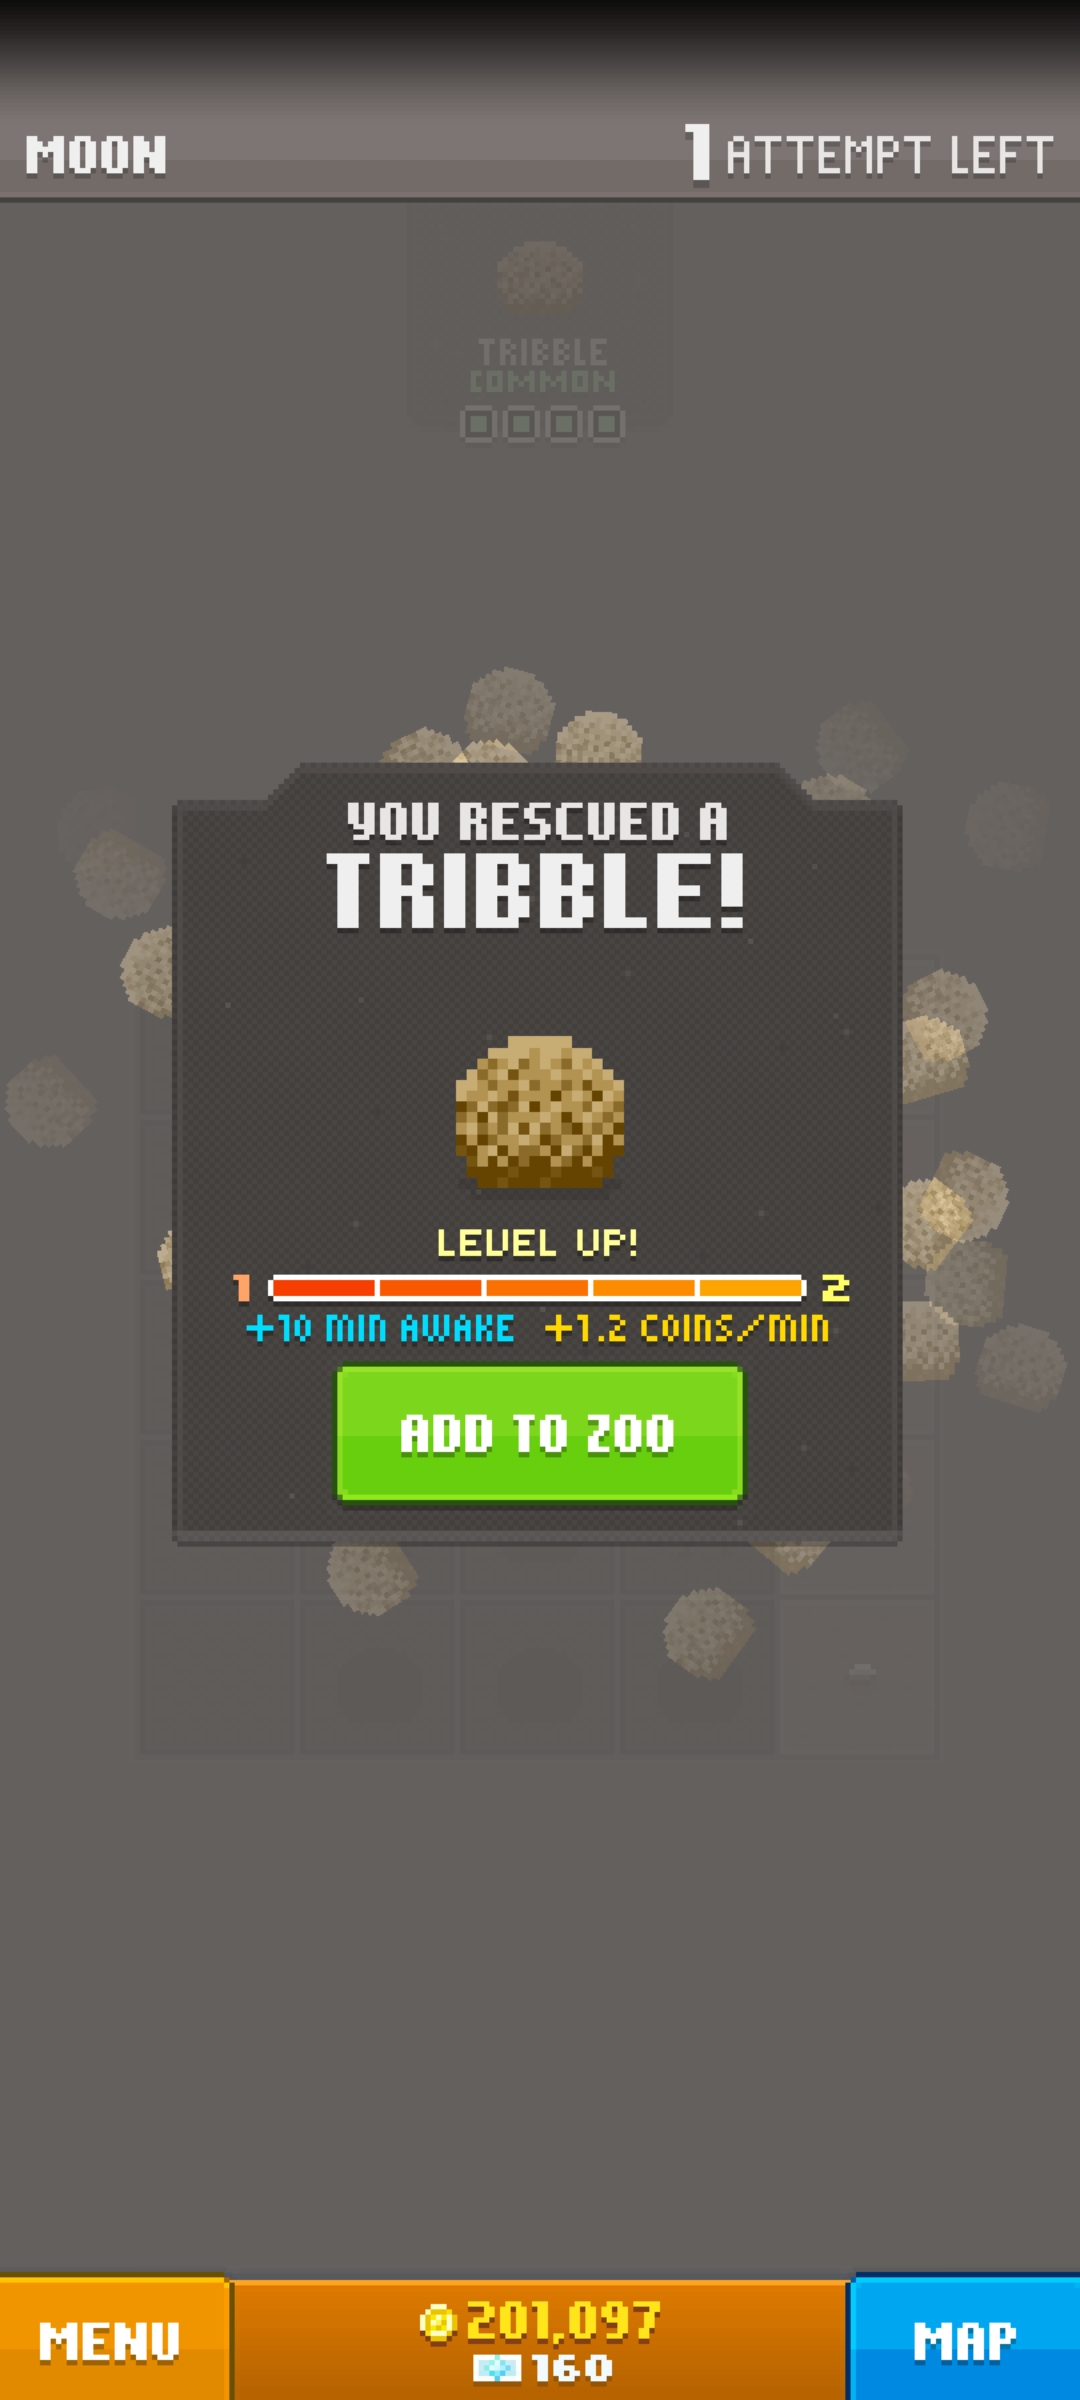 MOON
1 ATTEMPT LEFT
TRIBBLE
COMMON
YOU RESCUED A
TRIBBLE!
LEVEL UP!
1 2
+10 MIN AWAKE +1.2 COINS/MIN
ADD TO ZOO
MENU
201,097
160
MAP